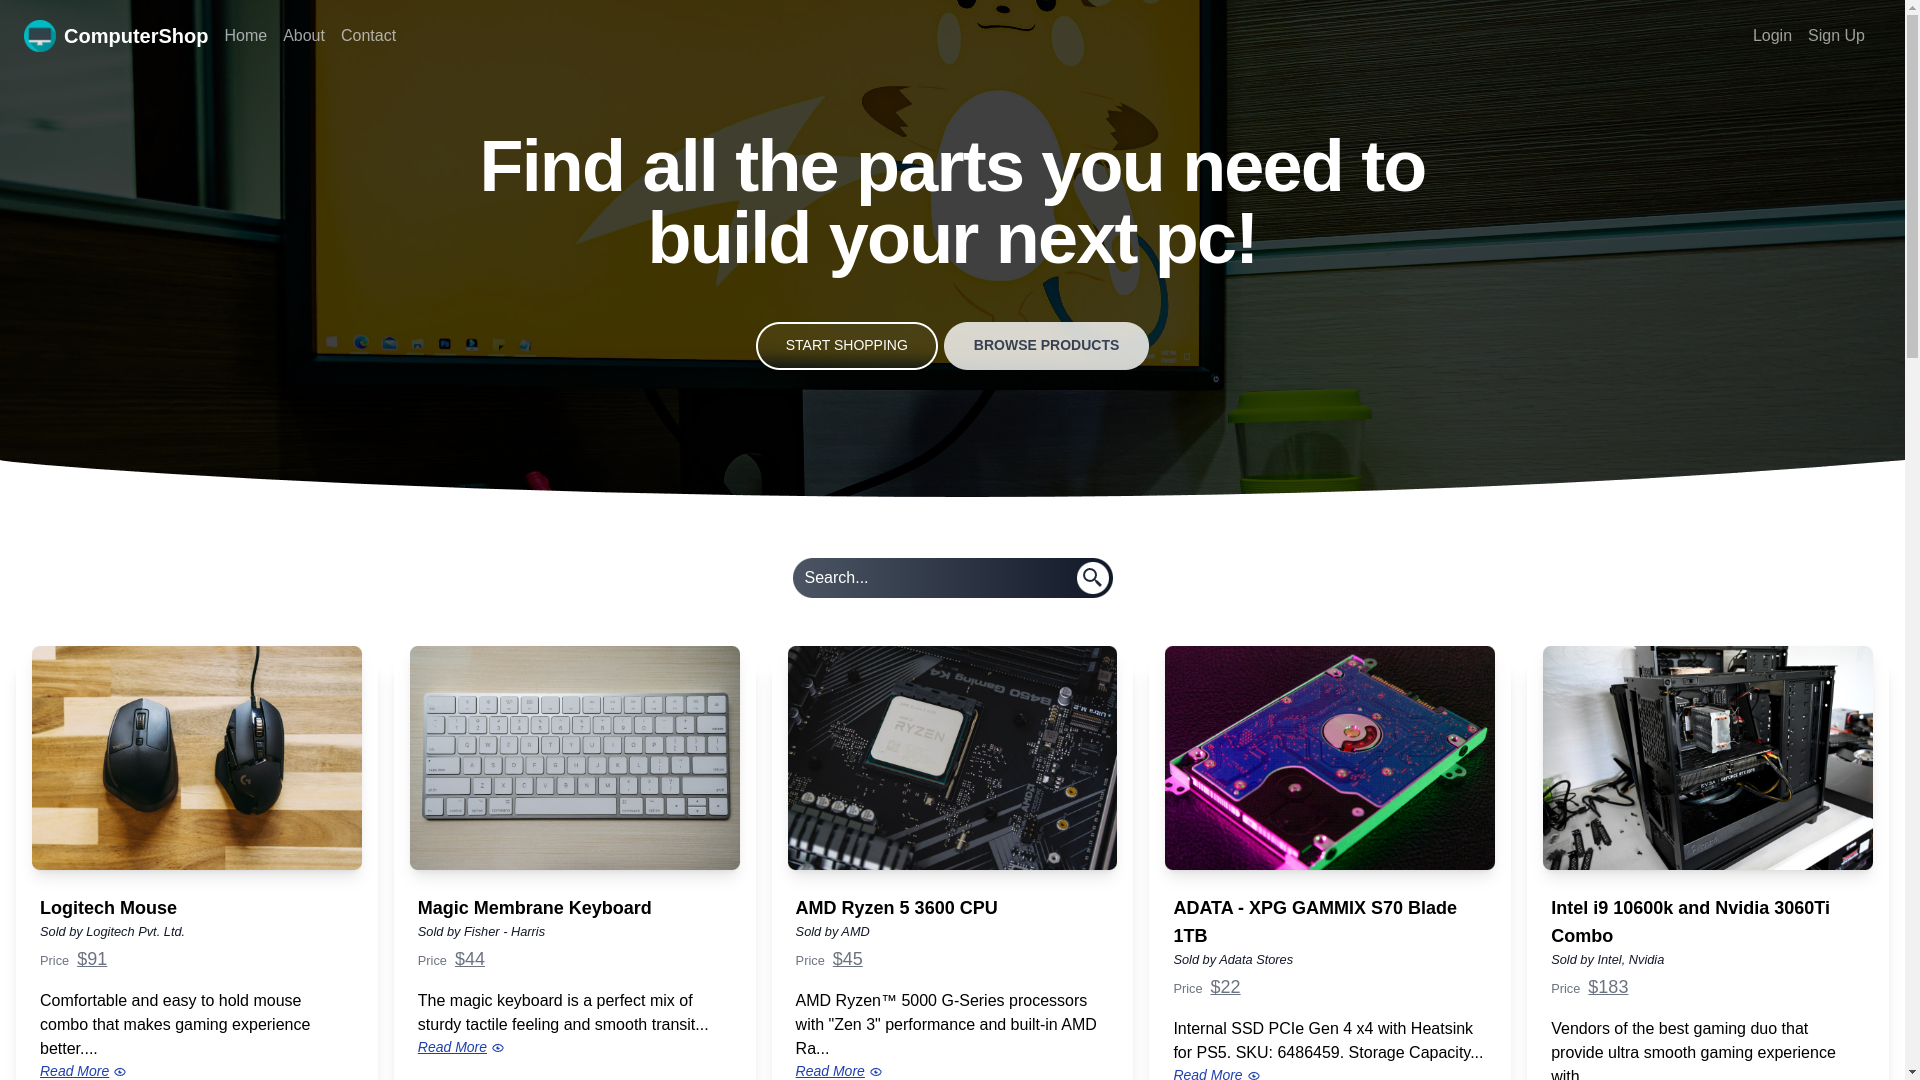 ComputerShop Home About Contact Login Sign Up
Find all the parts you need to
build your next pc!
START SHOPPING BROWSE PRODUCTS
Search...
B450 Gaming K4
AMD
RYZEN
Logitech Mouse
Sold by Logitech Pvt. Ltd.
Price $91
Comfortable and easy to hold mouse
combo that makes gaming experience
better....
Read More
Magic Membrane Keyboard
Sold by Fisher - Harris
Price $44
The magic keyboard is a perfect mix of
sturdy tactile feeling and smooth transit...
Read More
AMD Ryzen 5 3600 CPU
Sold by AMD
Price $45
AMD Ryzen™ 5000 G-Series processors
with "Zen 3" performance and built-in AMD
Ra...
Read More
ADATA - XPG GAMMIX S70 Blade
1TB
Sold by Adata Stores
Price $22
Internal SSD PCIe Gen 4 x4 with Heatsink
for PS5. SKU: 6486459. Storage Capacity...
Read More
Intel i9 10600k and Nvidia 3060Ti
Combo
Sold by Intel, Nvidia
Price $183
Vendors of the best gaming duo that
provide ultra smooth gaming experience
with